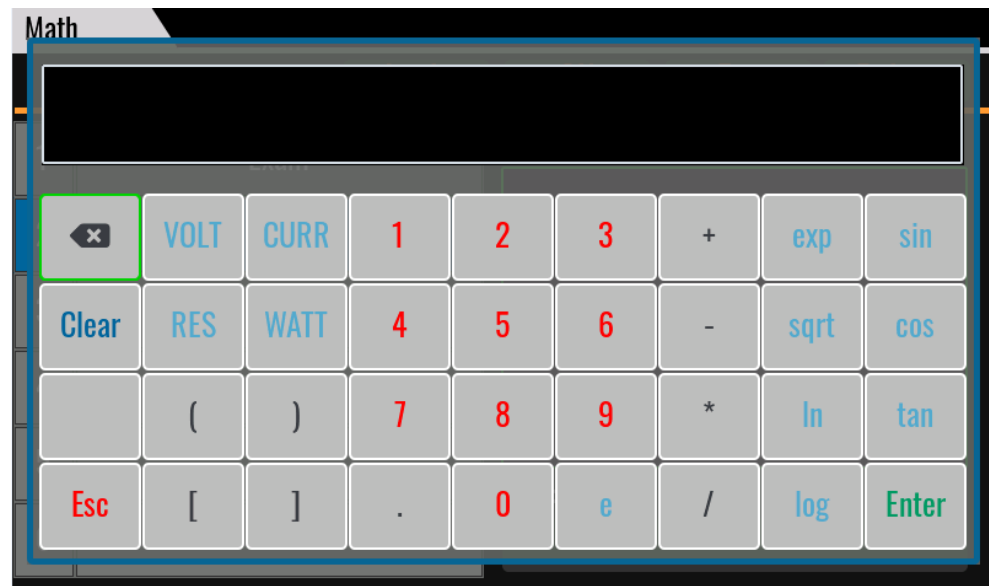 Math
VOLT CURR 1 2 3 + exp sin
Clear RES WATT 4 5 6 - sqrt cos
( ) 7 8 9 * ln tan
Esc [ ] . 0 e / log Enter